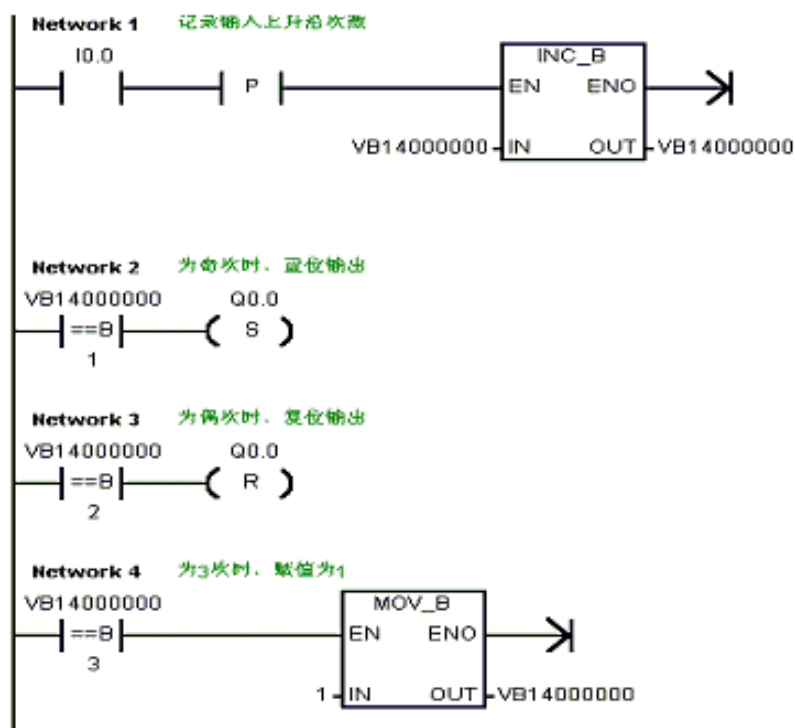 Network 1 记录输入上升沿次数
I0.0
P
INC_B
EN ENO
VB14000000 IN OUT VB14000000
Network 2 为奇次时、置位输出
VB14000000 Q0.0
==B S
1
Network 3 为偶次时、复位输出
VB14000000 Q0.0
==B R
2
Network 4 为3次时、赋值为1
VB14000000
MOV_B
==B EN ENO
3
1 IN OUT VB14000000